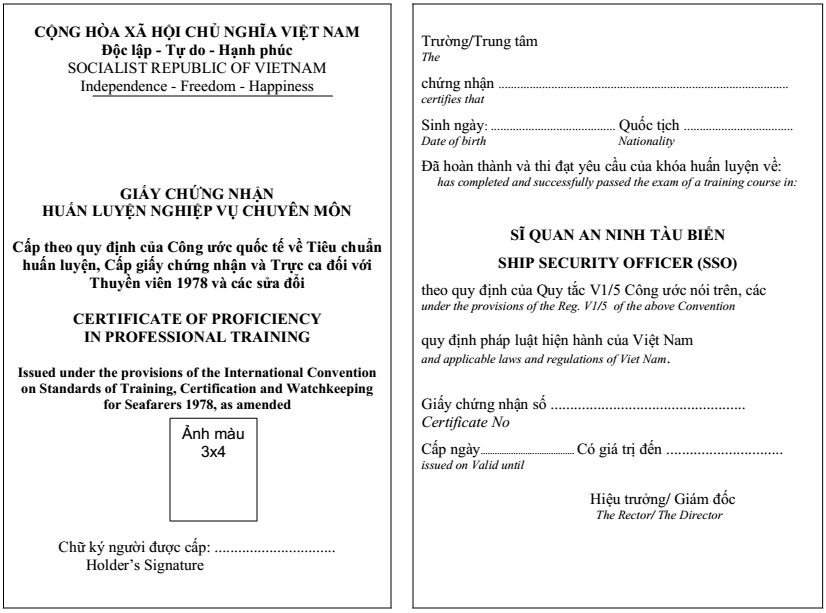 CỘNG HÒA XÃ HỘI CHỦ NGHĨA VIỆT NAM
Độc lập - Tự do - Hạnh phúc
SOCIALIST REPUBLIC OF VIETNAM
Independence - Freedom - Happiness
GIẤY CHỨNG NHẬN
HUẤN LUYỆN NGHIỆP VỤ CHUYÊN MÔN
Cấp theo quy định của Công ước quốc tế về Tiêu chuẩn
huấn luyện, Cấp giấy chứng nhận và Trực ca đối với
Thuyền viên 1978 và các sửa đổi
CERTIFICATE OF PROFICIENCY
IN PROFESSIONAL TRAINING
Issued under the provisions of the International Convention
on Standards of Training, Certification and Watchkeeping
for Seafarers 1978, as amended
Ảnh màu
3x4
Chữ ký người được cấp: ...............................
Holder's Signature
Trường/Trung tâm
The
chứng nhận ....................................................................................
certifies that
Sinh ngày: .................................... Quốc tịch ................................
Date of birth Nationality
Đã hoàn thành và thi đạt yêu cầu của khóa huấn luyện về:
has completed and successfully passed the exam of a training course in:
SĨ QUAN AN NINH TÀU BIỂN
SHIP SECURITY OFFICER (SSO)
theo quy định của Quy tắc V1/5 Công ước nói trên, các
under the provisions of the Reg. V1/5 of the above Convention
quy định pháp luật hiện hành của Việt Nam
and applicable laws and regulations of Viet Nam.
Giấy chứng nhận số ..................................................
Certificate No
Cấp ngày................................ Có giá trị đến ..............................
issued on Valid until
Hiệu trưởng/ Giám đốc
The Rector/ The Director